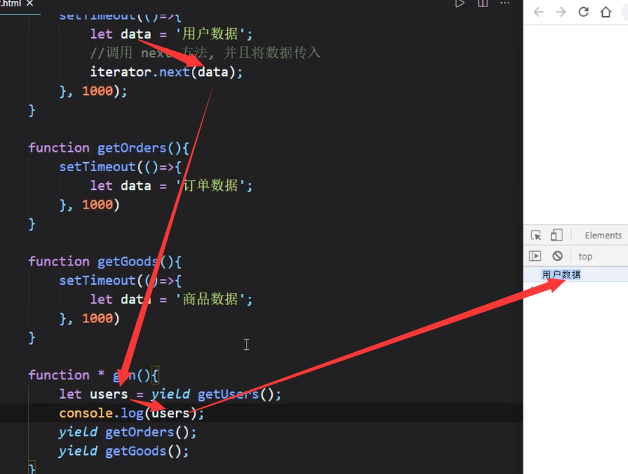 .html
setTimeout(()=>{
let data = '用户数据';
//调用 next 方法, 并且将数据传入
iterator.next(data);
}, 1000);
}
function getOrders(){
setTimeout(()=>{
let data = '订单数据';
}, 1000)
}
function getGoods(){
setTimeout(()=>{
let data = '商品数据';
}, 1000)
}
function * gen(){
let users = yield getUsers();
console.log(users);
yield getOrders();
yield getGoods();
}
Elements
top
用户数据